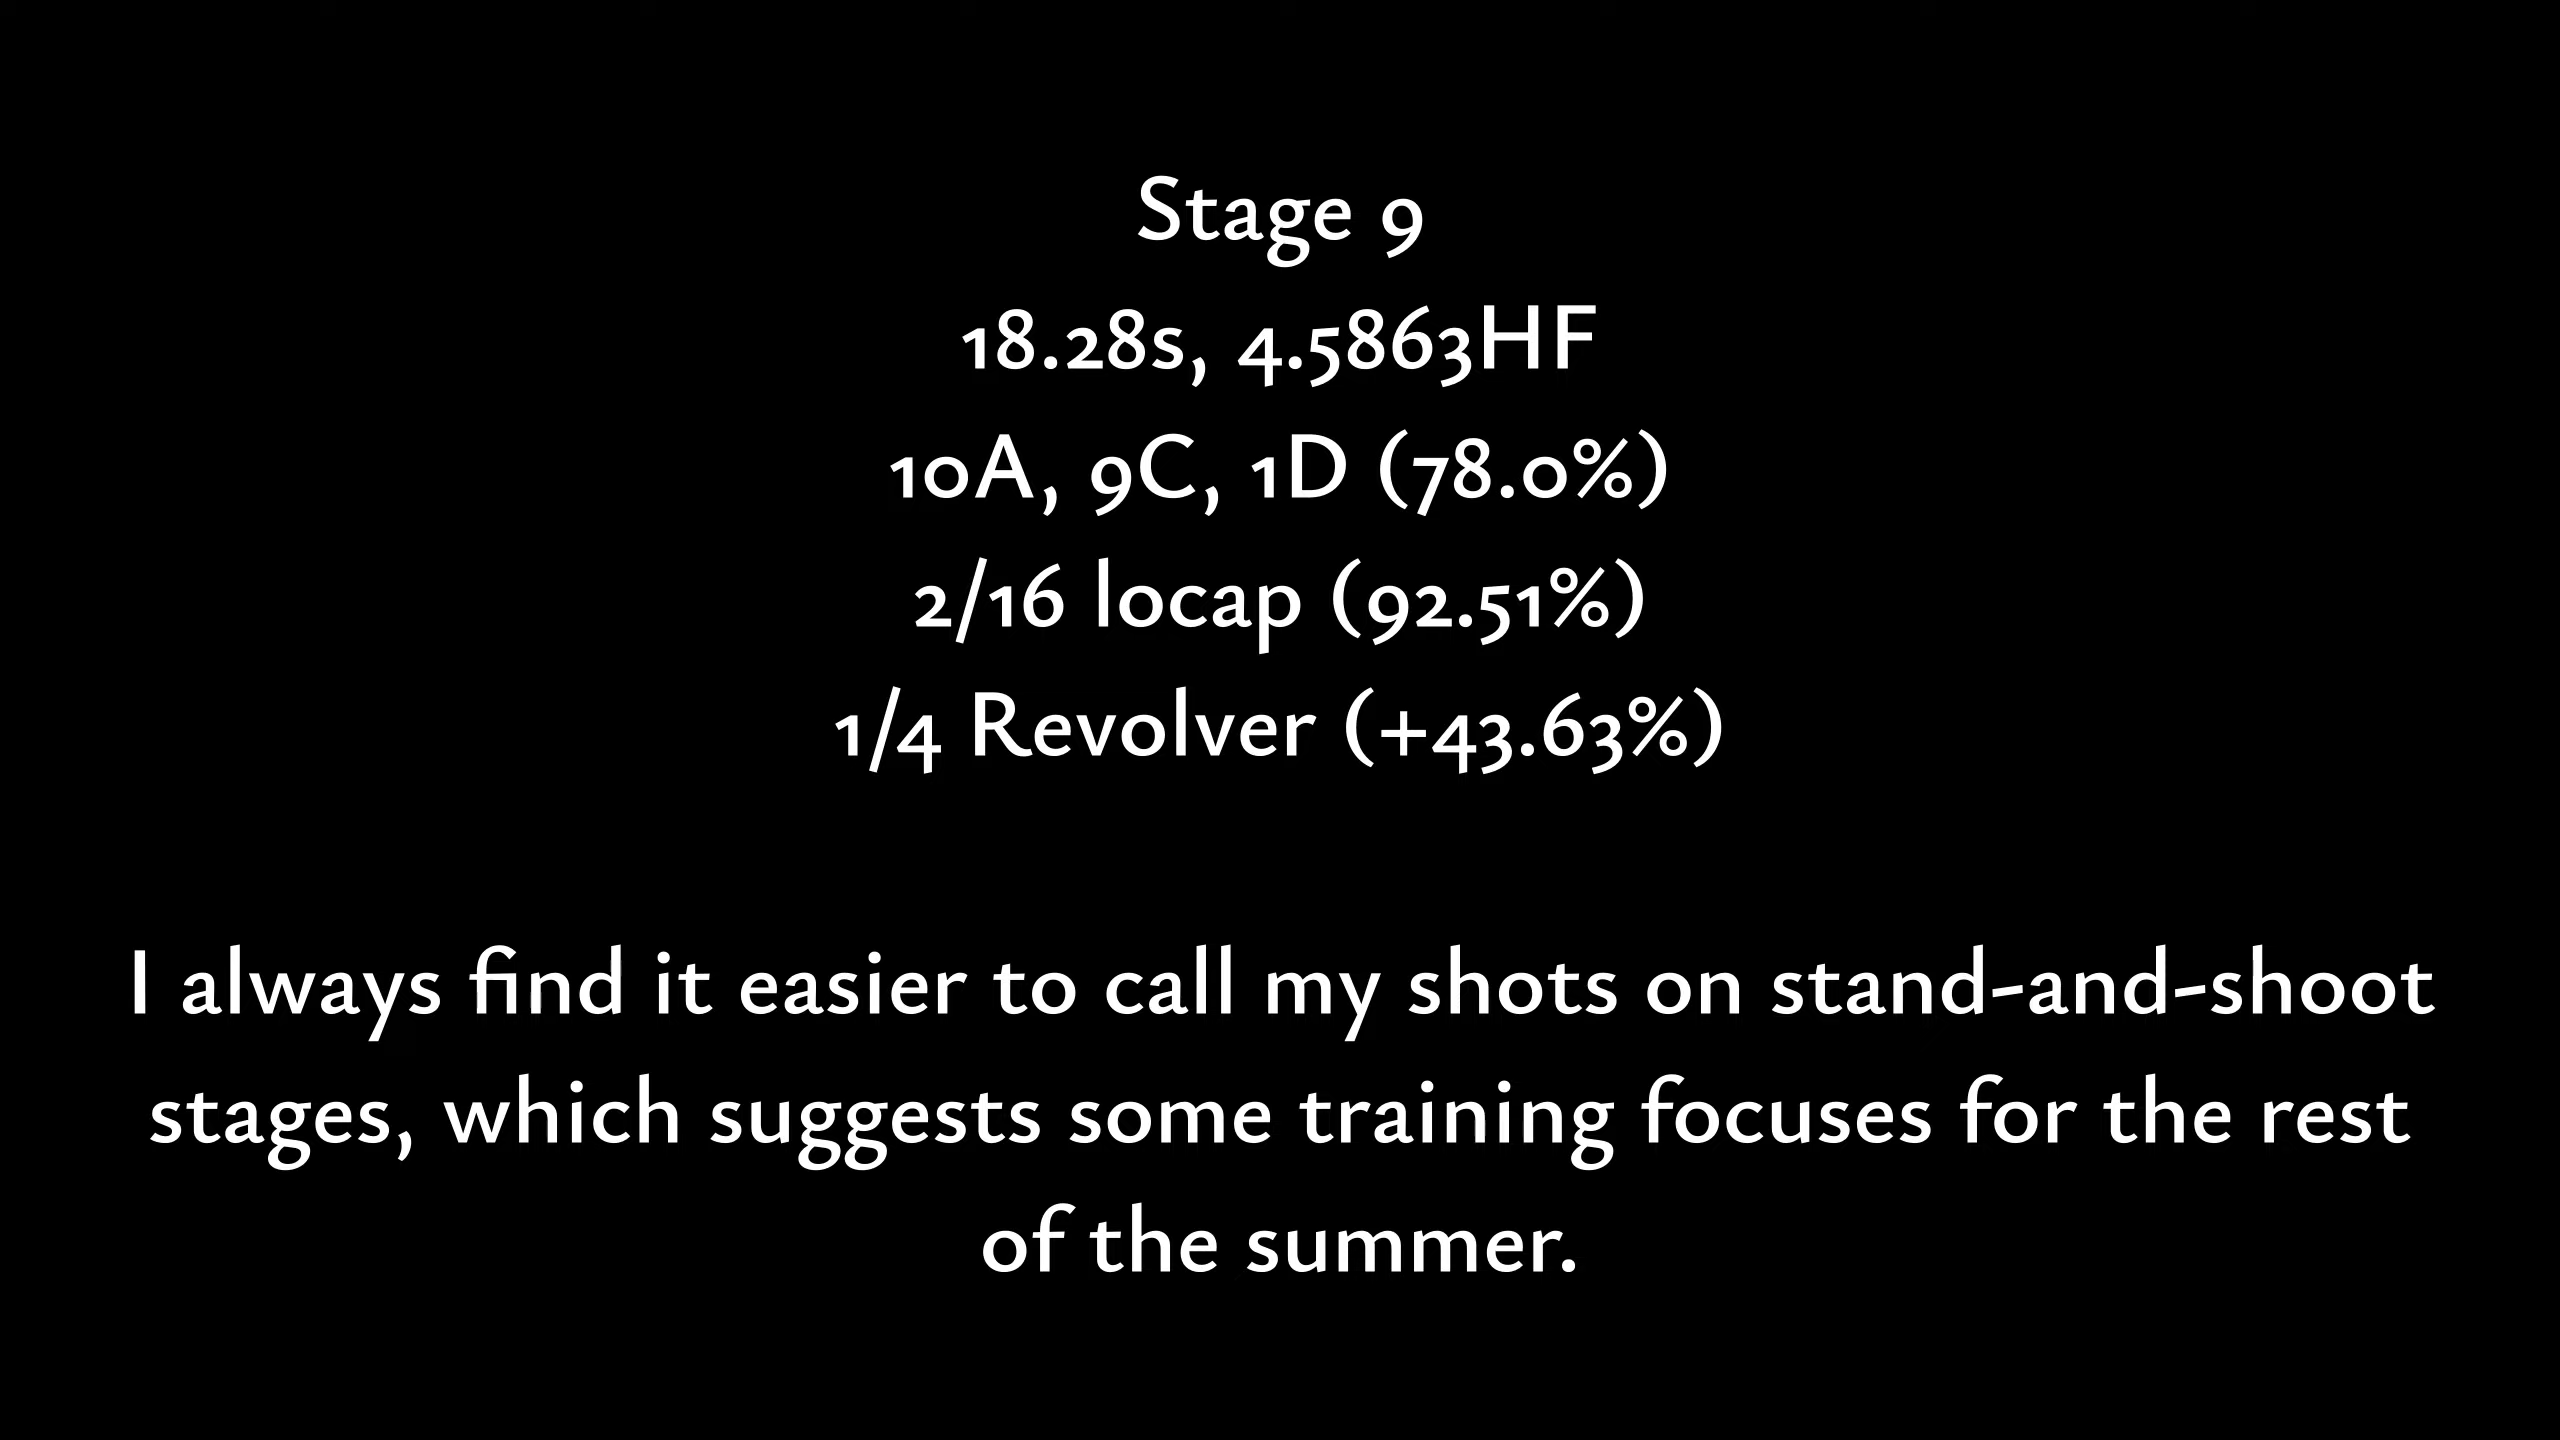 Stage 9
18.28s, 4.5863HF
10A, 9C, 1D (78.0%)
2/16 locap (92.51%)
1/4 Revolver (+43.63%)
I always find it easier to call my shots on stand-and-shoot
stages, which suggests some training focuses for the rest
of the summer.